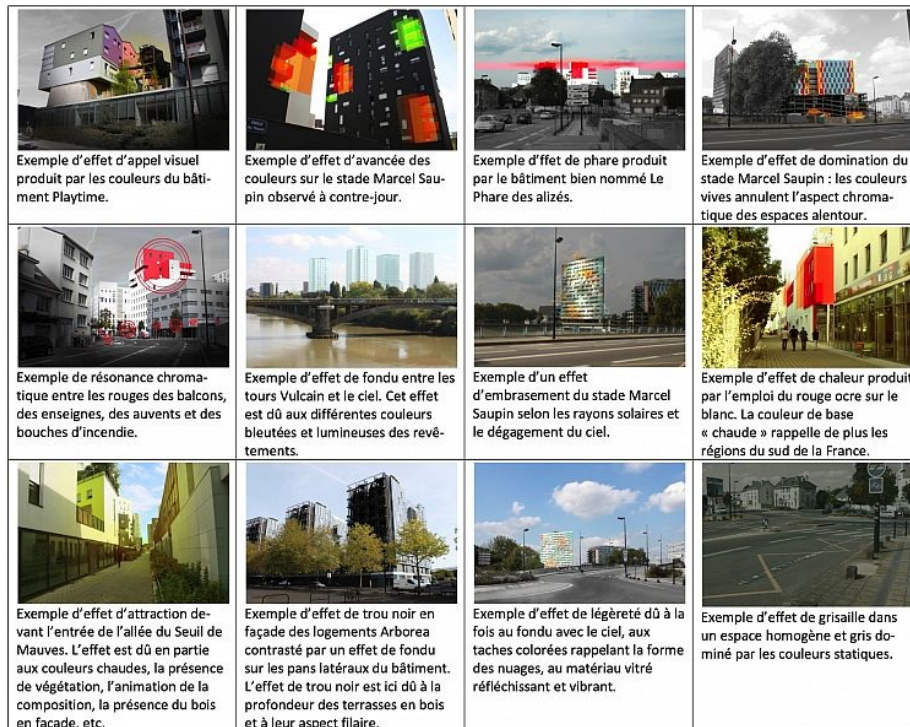 Exemple d'effet d'appel visuel
produit par les couleurs du bâti-
ment Playtime.
Exemple d'effet d'avancée des
couleurs sur le stade Marcel Sau-
pin observé à contre-jour.
Exemple d'ffet de phare produit
par le bâtiment bien nommé Le
Phare des alizés.
Exemple d'effet de domination du
stade Marcel Saupin : les couleurs
vives annulent l'aspect chroma-
tique des espaces alentour.
Exemple de résonance chroma-
tique entre les rouges des balcons,
des enseignes, des auvents et des
bouches d'incendie.
Exemple d'effet de fondu entre les
tours Vulcain et le ciel. Cet effet
est dû aux différentes couleurs
bleutées et lumineuses des revê-
tements.
Exemple d'un effet
d'embrasement du stade Marcel
Saupin selon les rayons solaires et
le dégagement du ciel.
Exemple d'effet de chaleur produit
par l'emploi du rouge ocre sur le
blanc. La couleur de base
« chaude » rappelle de plus les
régions du sud de la France.
Exemple d'effet d'attraction de-
vant l'entrée de l'allée du Seuil de
Mauves. L'effet est dû en partie
aux couleurs chaudes, la présence
de végétation, l'animation de la
composition, la présence du bois
en façade, etc.
Exemple d'effet de trou noir en
façade des logements Arborea
contrasté par un effet de fondu
sur les pans latéraux du bâtiment.
L'effet de trou noir est ici dû à la
profondeur des terrasses en bois
et à leur aspect filaire.
Exemple d'effet de légèreté dû à la
fois au fondu avec le ciel, aux
taches colorées rappelant la forme
des nuages, au matériau vitré
réfléchissant et vibrant.
Exemple d'effet de grisaille dans
un espace homogène et gris do-
miné par les couleurs statiques.